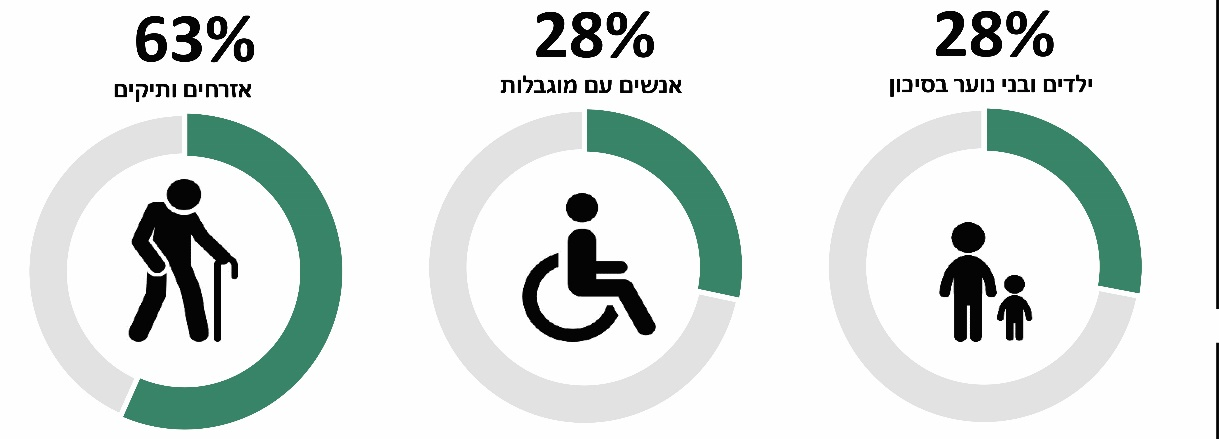 28%
ילדים ובני נוער בסיכון
28%
אנשים עם מוגבלות
63%
אזרחים ותיקים